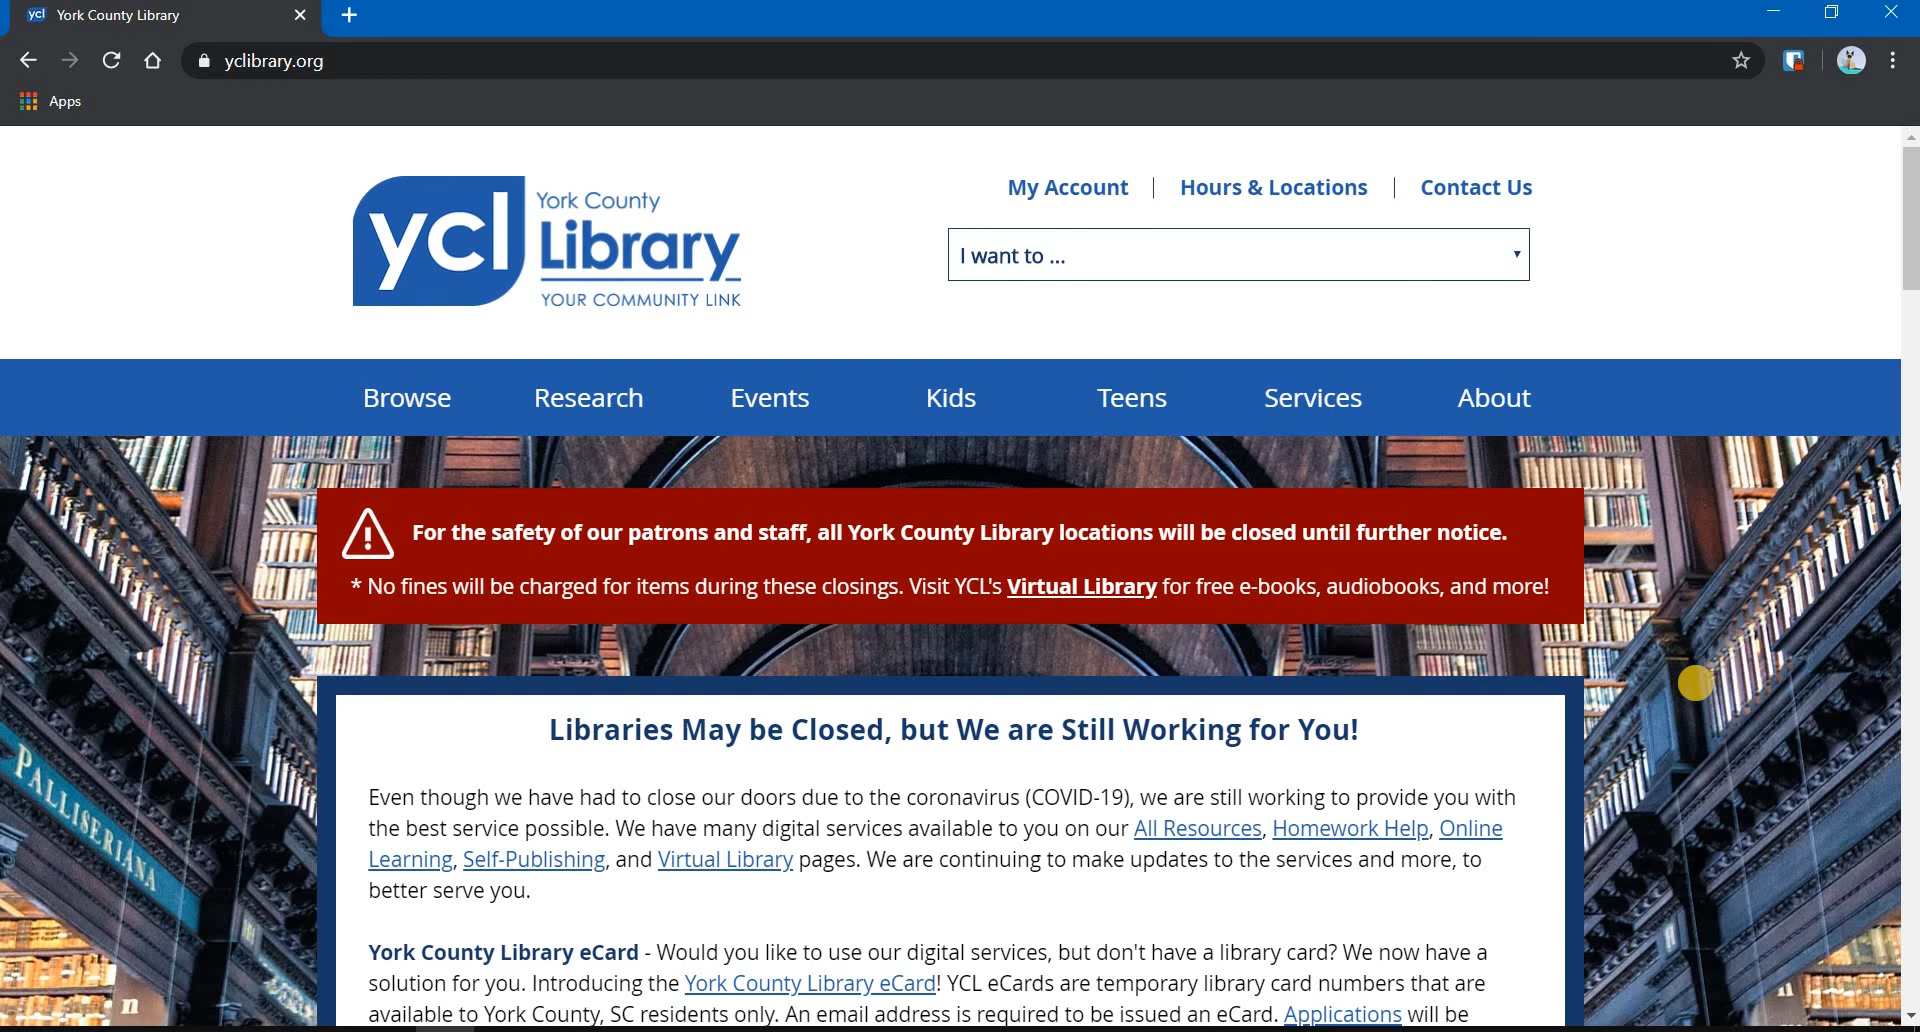 ycl York County Library
yclibrary.org
Apps
ycl
York County
Library
YOUR COMMUNITY LINK
My Account | Hours & Locations | Contact Us
I want to ...
Browse Research Events Kids Teens Services About
For the safety of our patrons and staff, all York County Library locations will be closed until further notice.
* No fines will be charged for items during these closings. Visit YCL's Virtual Library for free e-books, audiobooks, and more!
PALLISERIANA
n
Libraries May be Closed, but We are Still Working for You!
Even though we have had to close our doors due to the coronavirus (COVID-19), we are still working to provide you with
the best service possible. We have many digital services available to you on our All Resources, Homework Help, Online
Learning, Self-Publishing, and Virtual Library pages. We are continuing to make updates to the services and more, to
better serve you.
York County Library eCard - Would you like to use our digital services, but don't have a library card? We now have a
solution for you. Introducing the York County Library eCard! YCL eCards are temporary library card numbers that are
available to York County, SC residents only. An email address is required to be issued an eCard. Applications will be